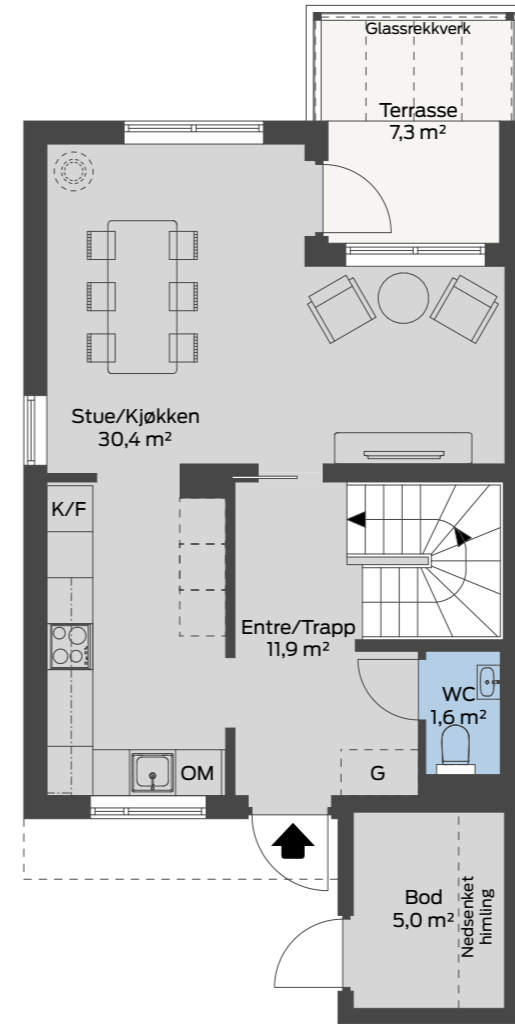 Glassrekkverk
Terrasse
7,3 m²
Stue/Kjøkken
30,4 m²
K/F
Entre/Trapp
11,9 m²
WC
1,6 m²
OM
G
Bod
5,0 m²
Nedsenket
himling